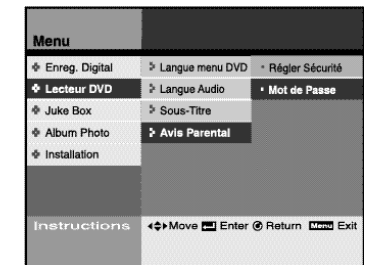 Menu
Enreg. Digital
Langue menu DVD
Régler Sécurité
Lecteur DVD
Langue Audio
Mot de Passe
Juke Box
Sous-Titre
Album Photo
Avis Parental
Installation
Instructions
Move Enter Return Menu Exit